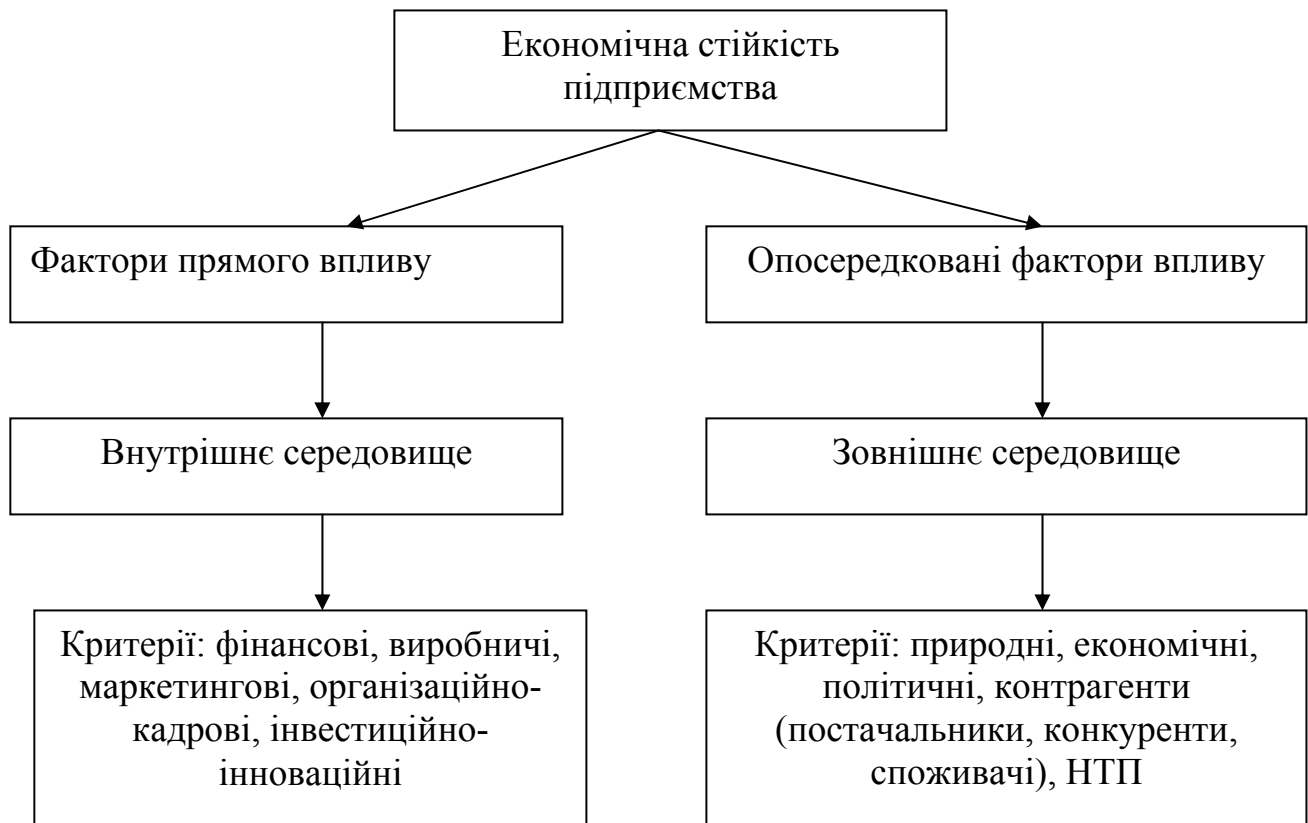 Економічна стійкість
підприємства
Фактори прямого впливу
Опосередковані фактори впливу
Внутрішнє середовище
Зовнішнє середовище
Критерії: фінансові, виробничі,
маркетингові, організаційно-
кадрові, інвестиційно-
інноваційні
Критерії: природні, економічні,
політичні, контрагенти
(постачальники, конкуренти,
споживачі), НТП